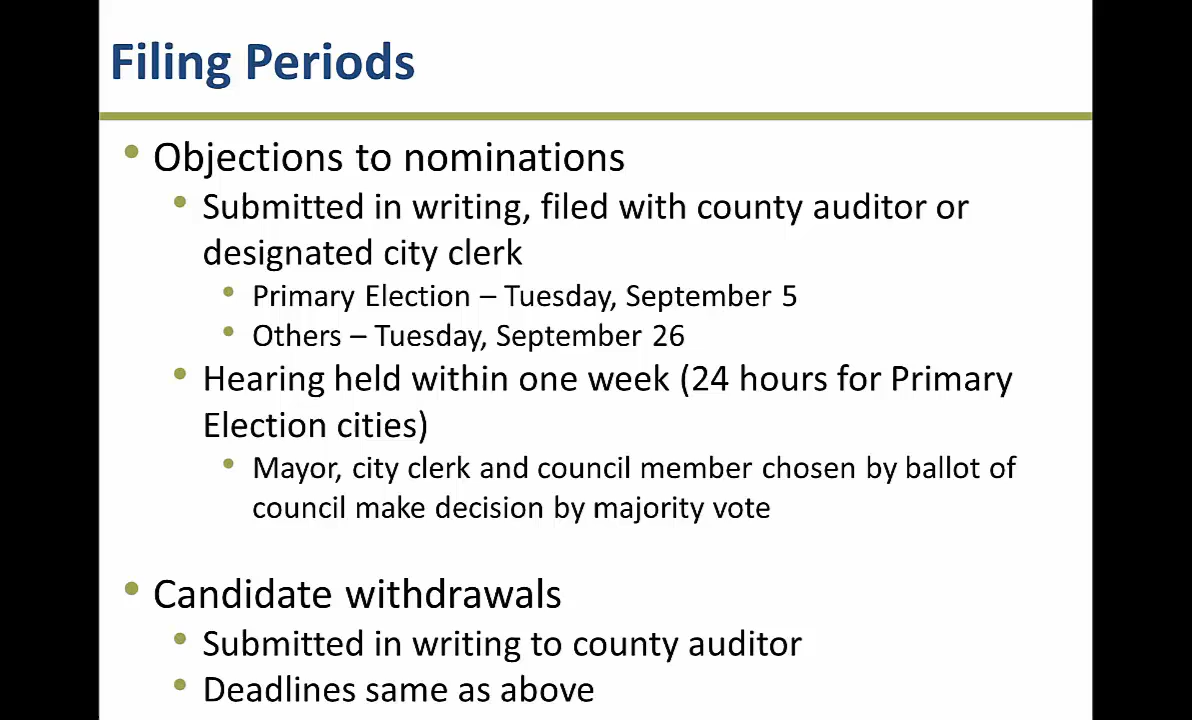 Filing Periods
• Objections to nominations
• Submitted in writing, filed with county auditor or
designated city clerk
• Primary Election – Tuesday, September 5
• Others – Tuesday, September 26
• Hearing held within one week (24 hours for Primary
Election cities)
• Mayor, city clerk and council member chosen by ballot of
council make decision by majority vote
• Candidate withdrawals
• Submitted in writing to county auditor
• Deadlines same as above